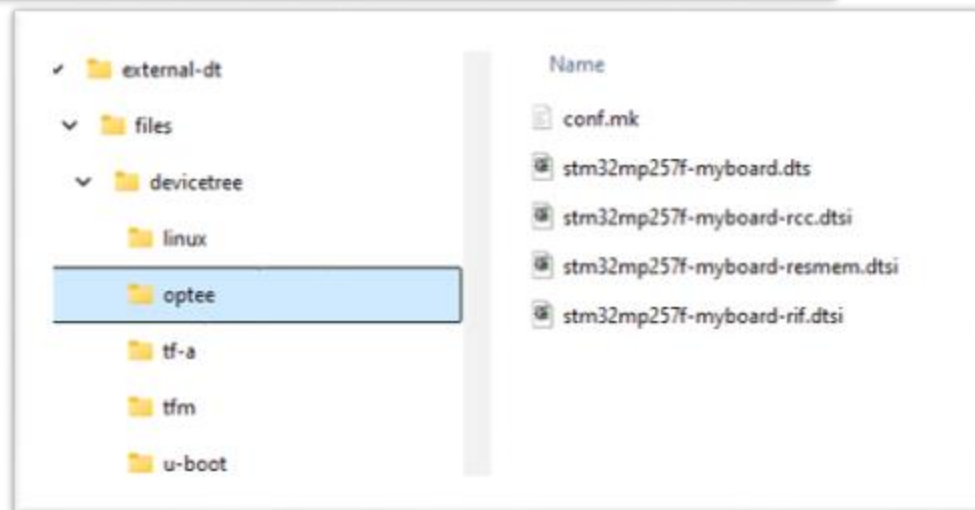 external-dt
files
devicetree
linux
optee
tf-a
tfm
u-boot
Name
conf.mk
stm32mp257f-myboard.dts
stm32mp257f-myboard-rcc.dtsi
stm32mp257f-myboard-resmem.dtsi
stm32mp257f-myboard-rif.dtsi